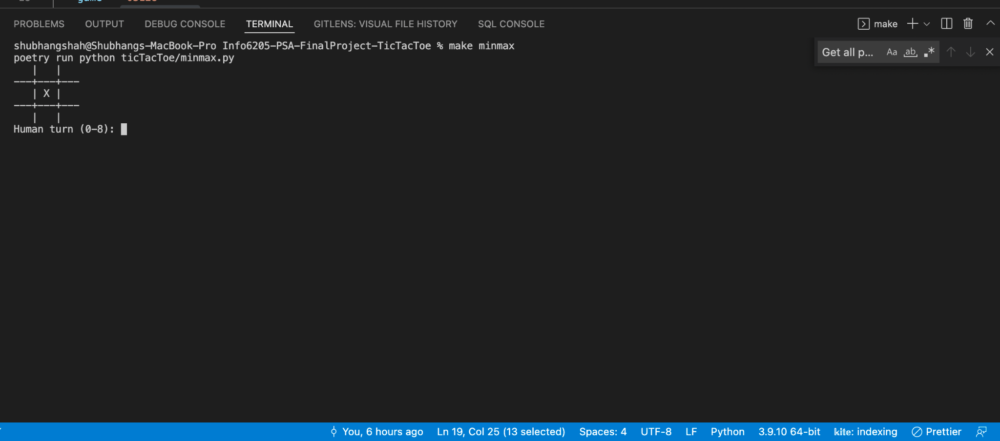 PROBLEMS OUTPUT DEBUG CONSOLE TERMINAL GITLENS: VISUAL FILE HISTORY SQL CONSOLE make
Get all p... Aa ab .*
shubhangshah@Shubhangs-MacBook-Pro Info6205-PSA-FinalProject-TicTacToe % make minmax
poetry run python ticTacToe/minmax.py
   |   |
---+---+---
   | X |
---+---+---
   |   |
Human turn (0-8):
You, 6 hours ago Ln 19, Col 25 (13 selected) Spaces: 4 UTF-8 LF Python 3.9.10 64-bit kite: indexing Prettier